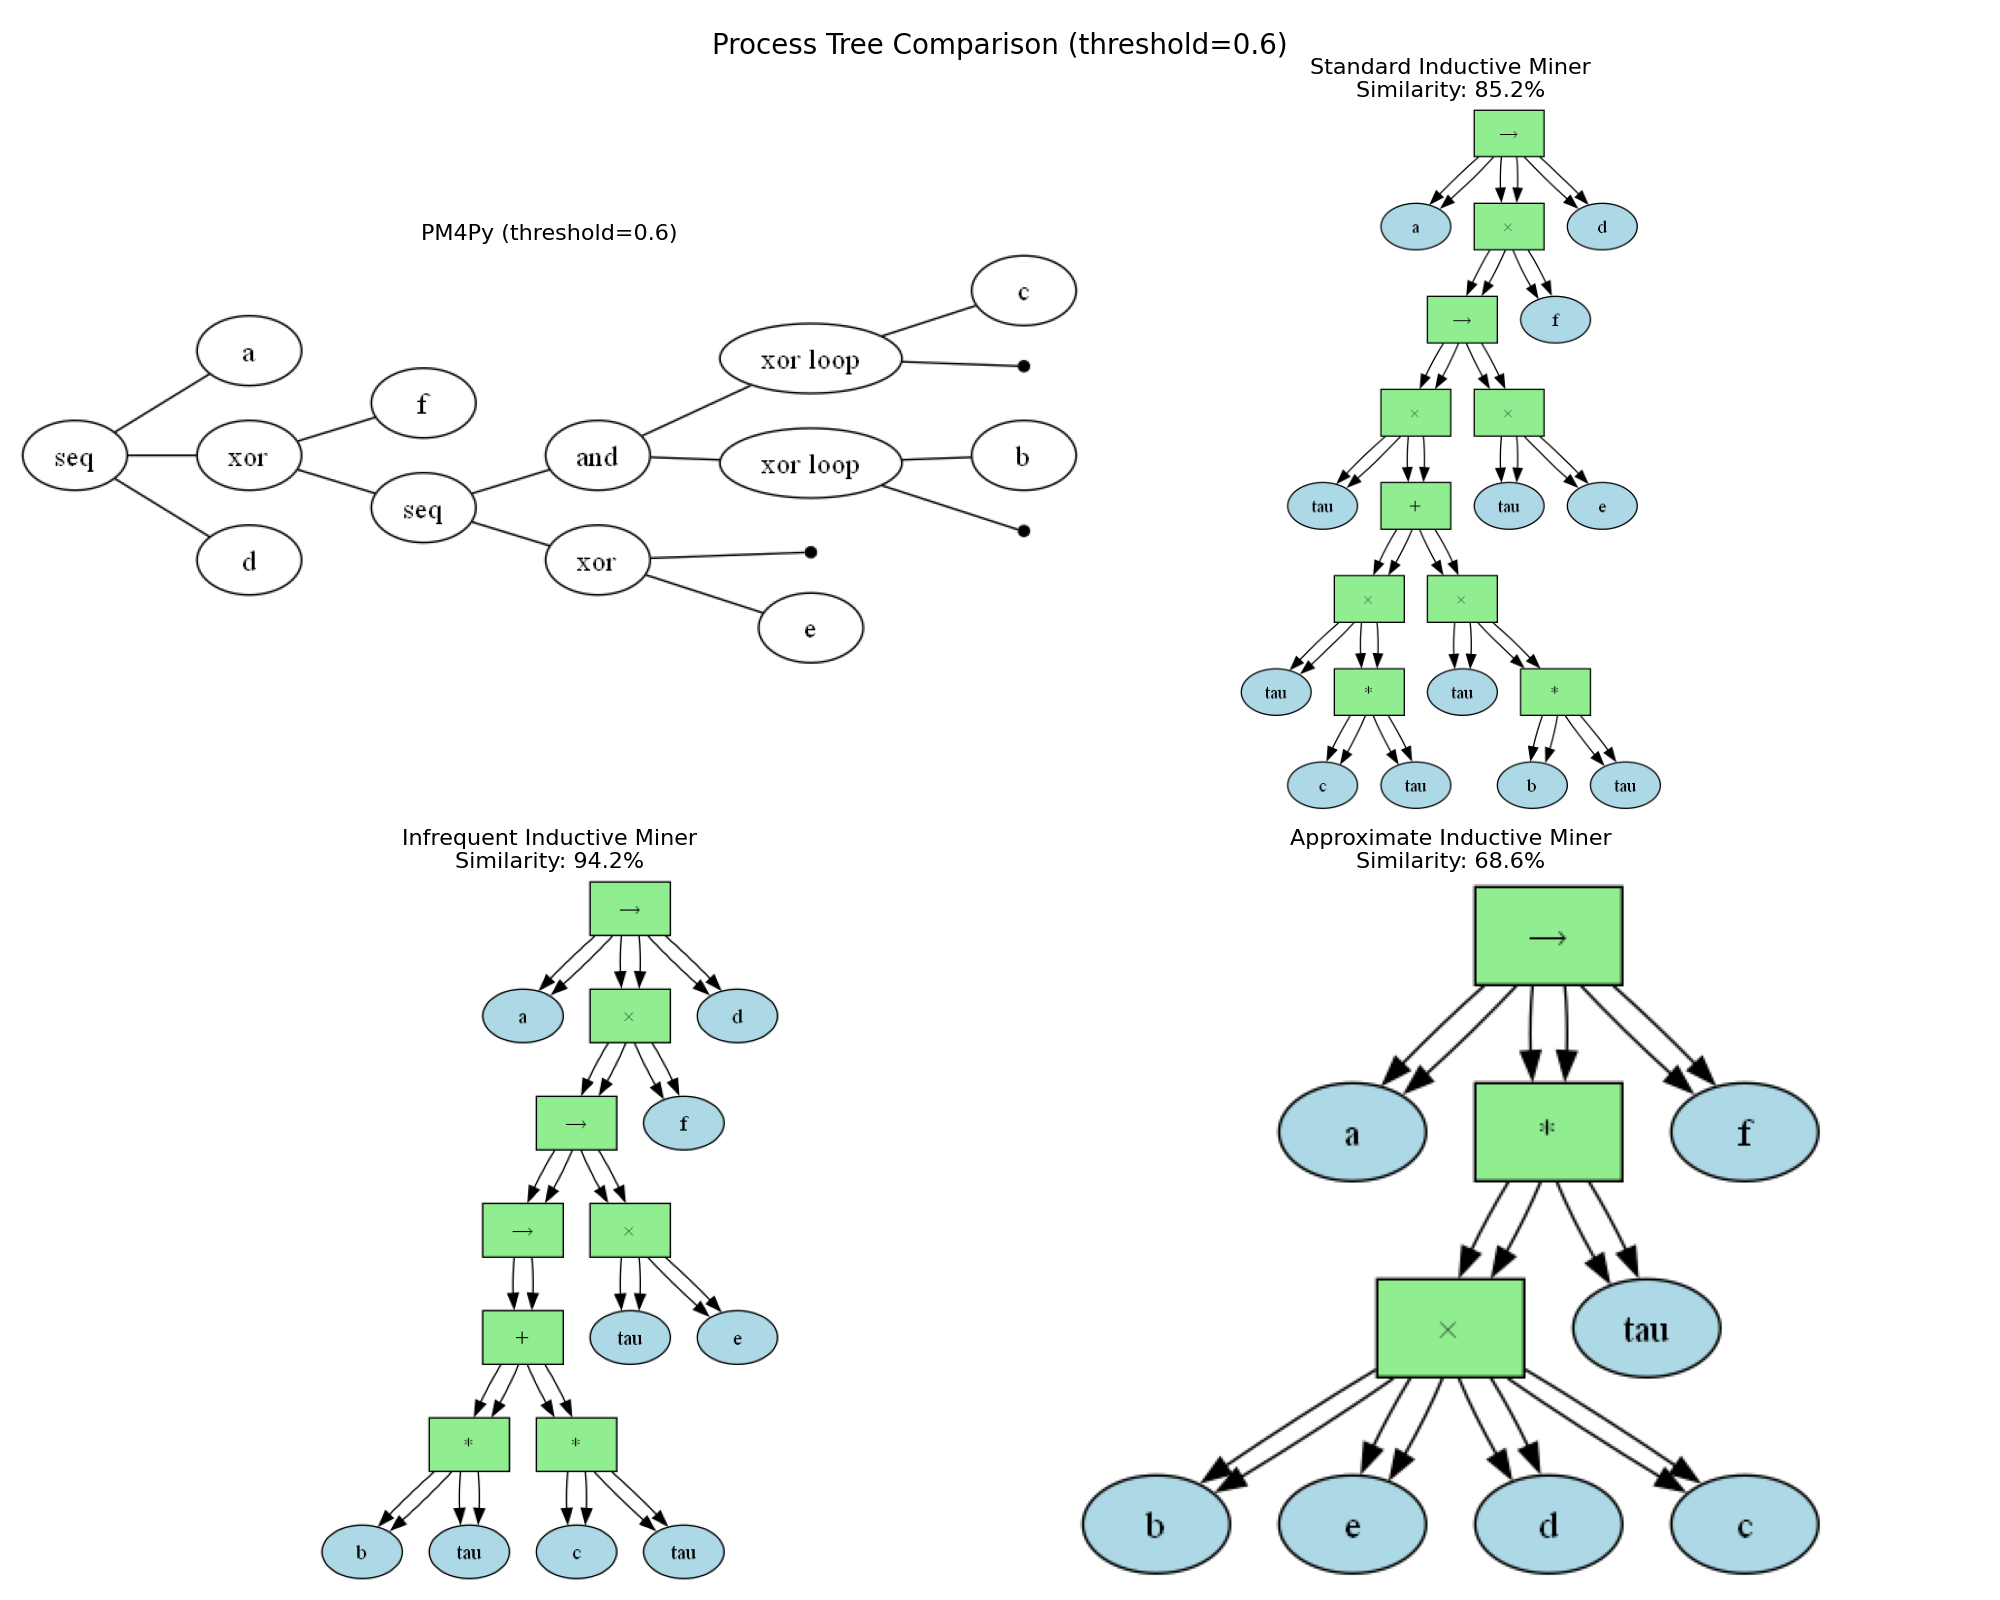 Process Tree Comparison (threshold=0.6)
PM4Py (threshold=0.6)
c
xor loop
a
f
b
seq
xor
and
xor loop
seq
d
xor
e
Standard Inductive Miner
Similarity: 85.2%
→
a
×
d
→
f
×
×
tau
+
tau
e
×
×
tau
*
tau
*
c
tau
b
tau
Infrequent Inductive Miner
Similarity: 94.2%
→
a
×
d
→
f
→
×
+
tau
e
*
*
b
tau
c
tau
Approximate Inductive Miner
Similarity: 68.6%
→
a
*
f
×
tau
b
e
d
c